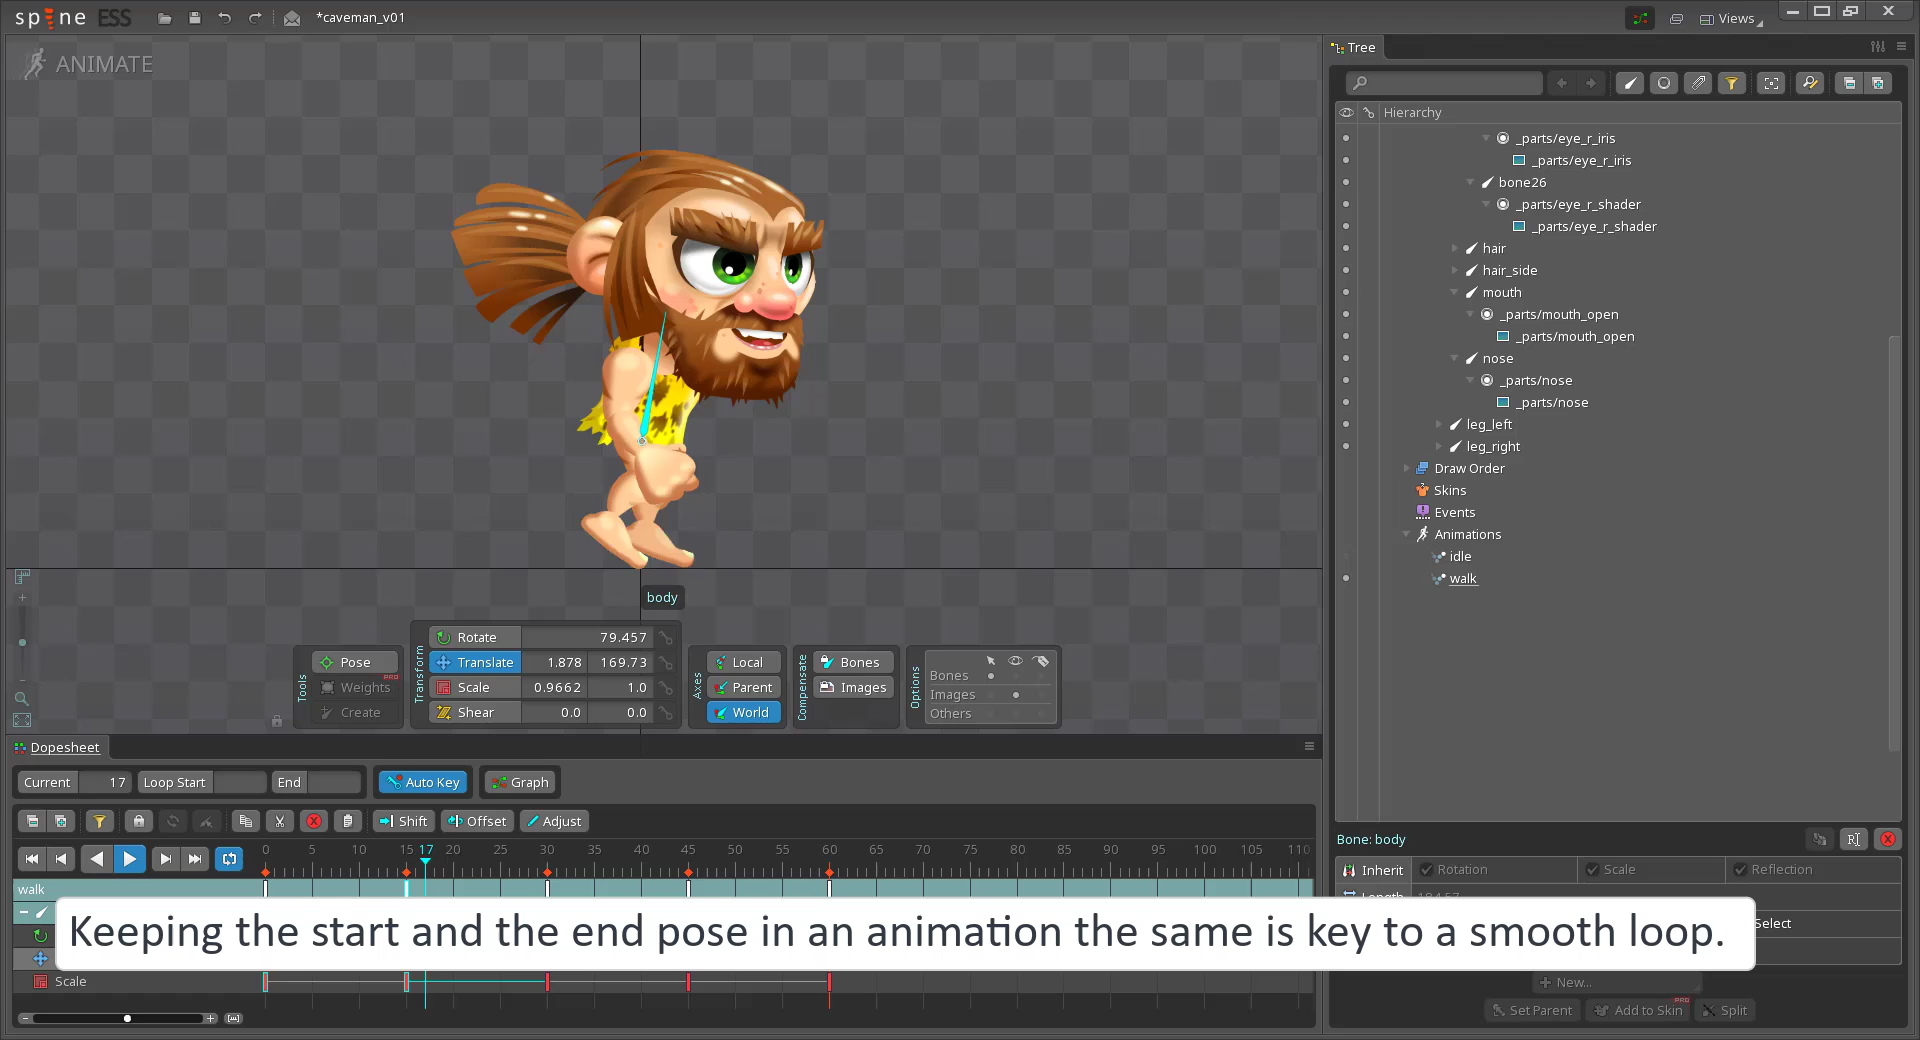 spine ESS
*caveman_v01
Views
ANIMATE
Tree
Hierarchy
_parts/eye_r_iris
_parts/eye_r_iris
bone26
_parts/eye_r_shader
_parts/eye_r_shader
hair
hair_side
mouth
_parts/mouth_open
_parts/mouth_open
nose
_parts/nose
_parts/nose
leg_left
leg_right
Draw Order
Skins
Events
Animations
idle
walk
body
Tools
Pose
Weights PRO
Create
Transform
Rotate 79.457
Translate 1.878 169.73
Scale 0.9662 1.0
Shear 0.0 0.0
Axes
Local
Parent
World
Compensate
Bones
Images
Options
Bones
Images
Others
Dopesheet
Current 17 Loop Start End Auto Key Graph
Shift Offset Adjust
0 5 10 15 17 20 25 30 35 40 45 50 55 60 65 70 75 80 85 90 95 100 105 110
walk
Keeping the start and the end pose in an animation the same is key to a smooth loop.
Scale
Bone: body
Inherit Rotation Scale Reflection
Select
New...
Set Parent Add to Skin PRO Split